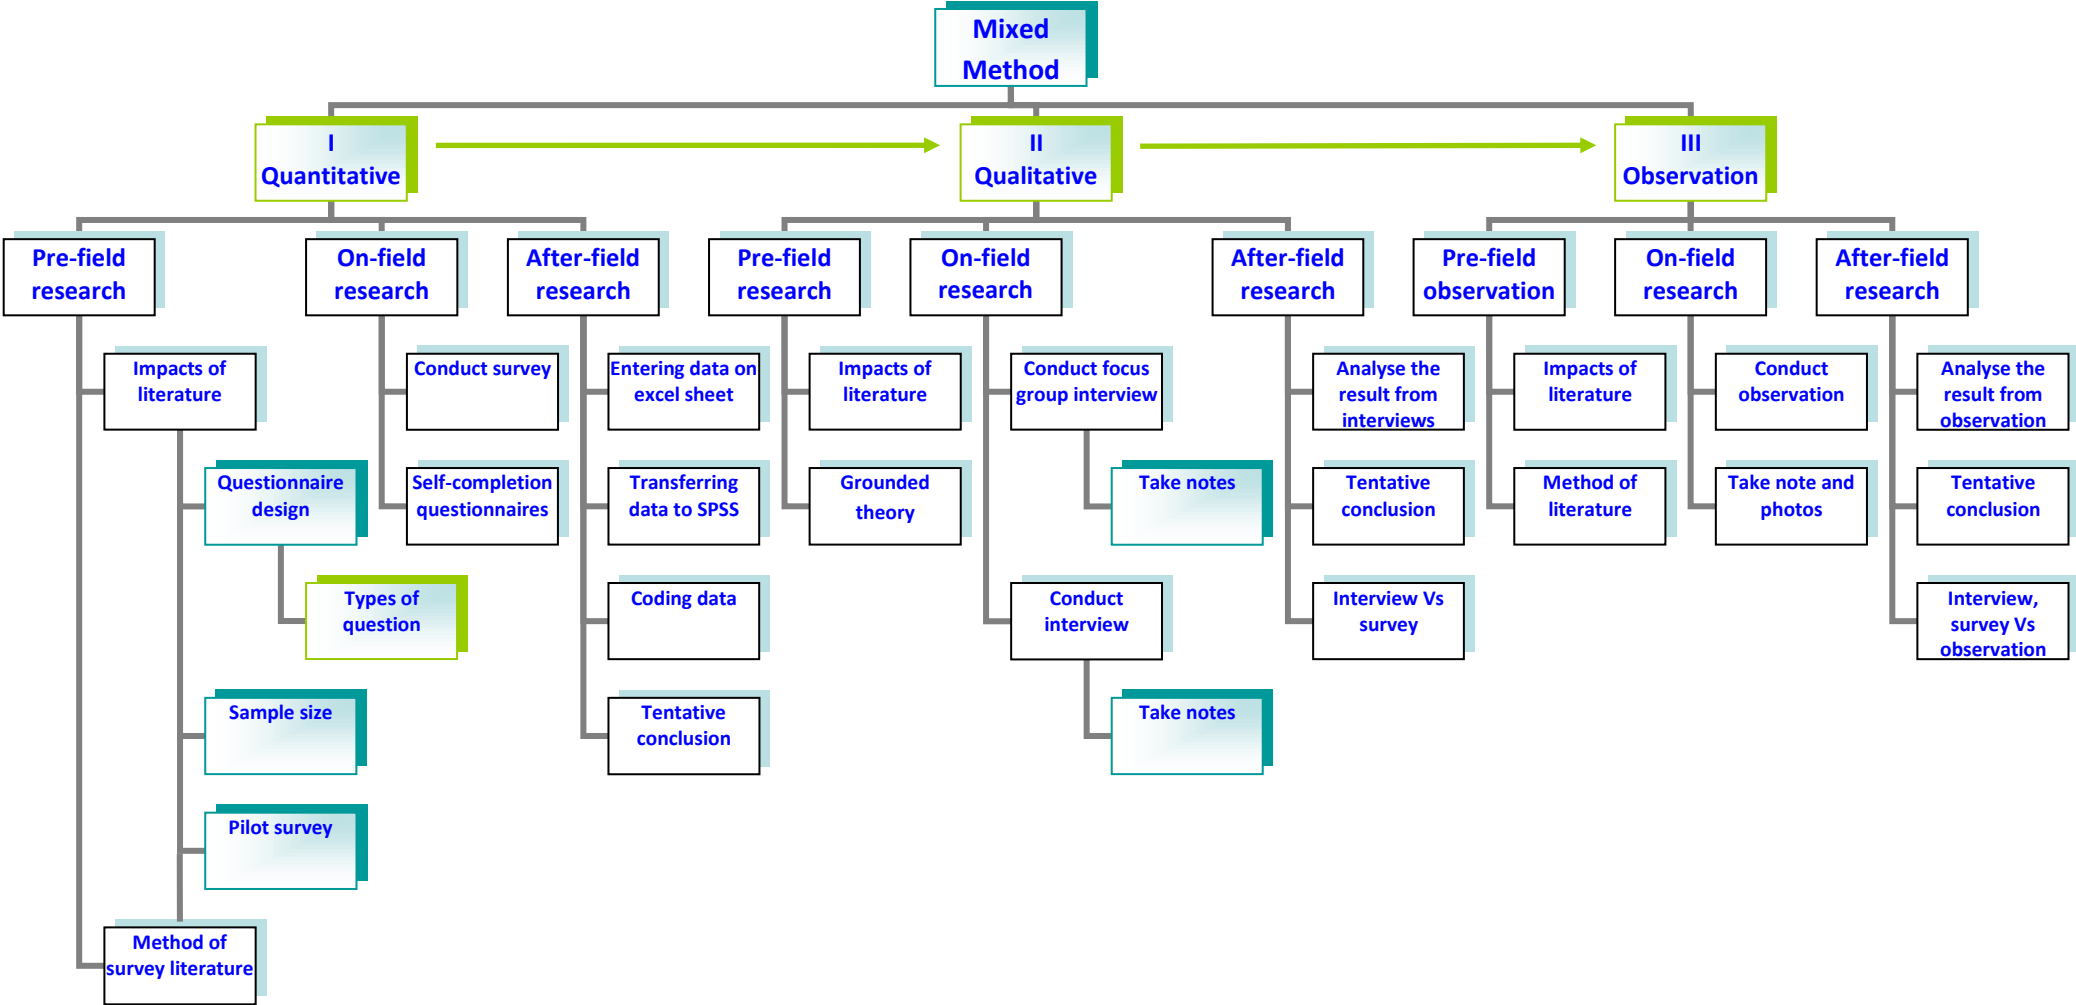 Mixed
Method
I
Quantitative
II
Qualitative
III
Observation
Pre-field
research
On-field
research
After-field
research
Pre-field
research
On-field
research
After-field
research
Pre-field
observation
On-field
research
After-field
research
Impacts of
literature
Conduct survey
Entering data on
excel sheet
Impacts of
literature
Conduct focus
group interview
Analyse the
result from
interviews
Impacts of
literature
Conduct
observation
Analyse the
result from
observation
Questionnaire
design
Self-completion
questionnaires
Transferring
data to SPSS
Grounded
theory
Take notes
Tentative
conclusion
Method of
literature
Take note and
photos
Tentative
conclusion
Types of
question
Coding data
Conduct
interview
Interview Vs
survey
Interview,
survey Vs
observation
Sample size
Tentative
conclusion
Take notes
Pilot survey
Method of
survey literature